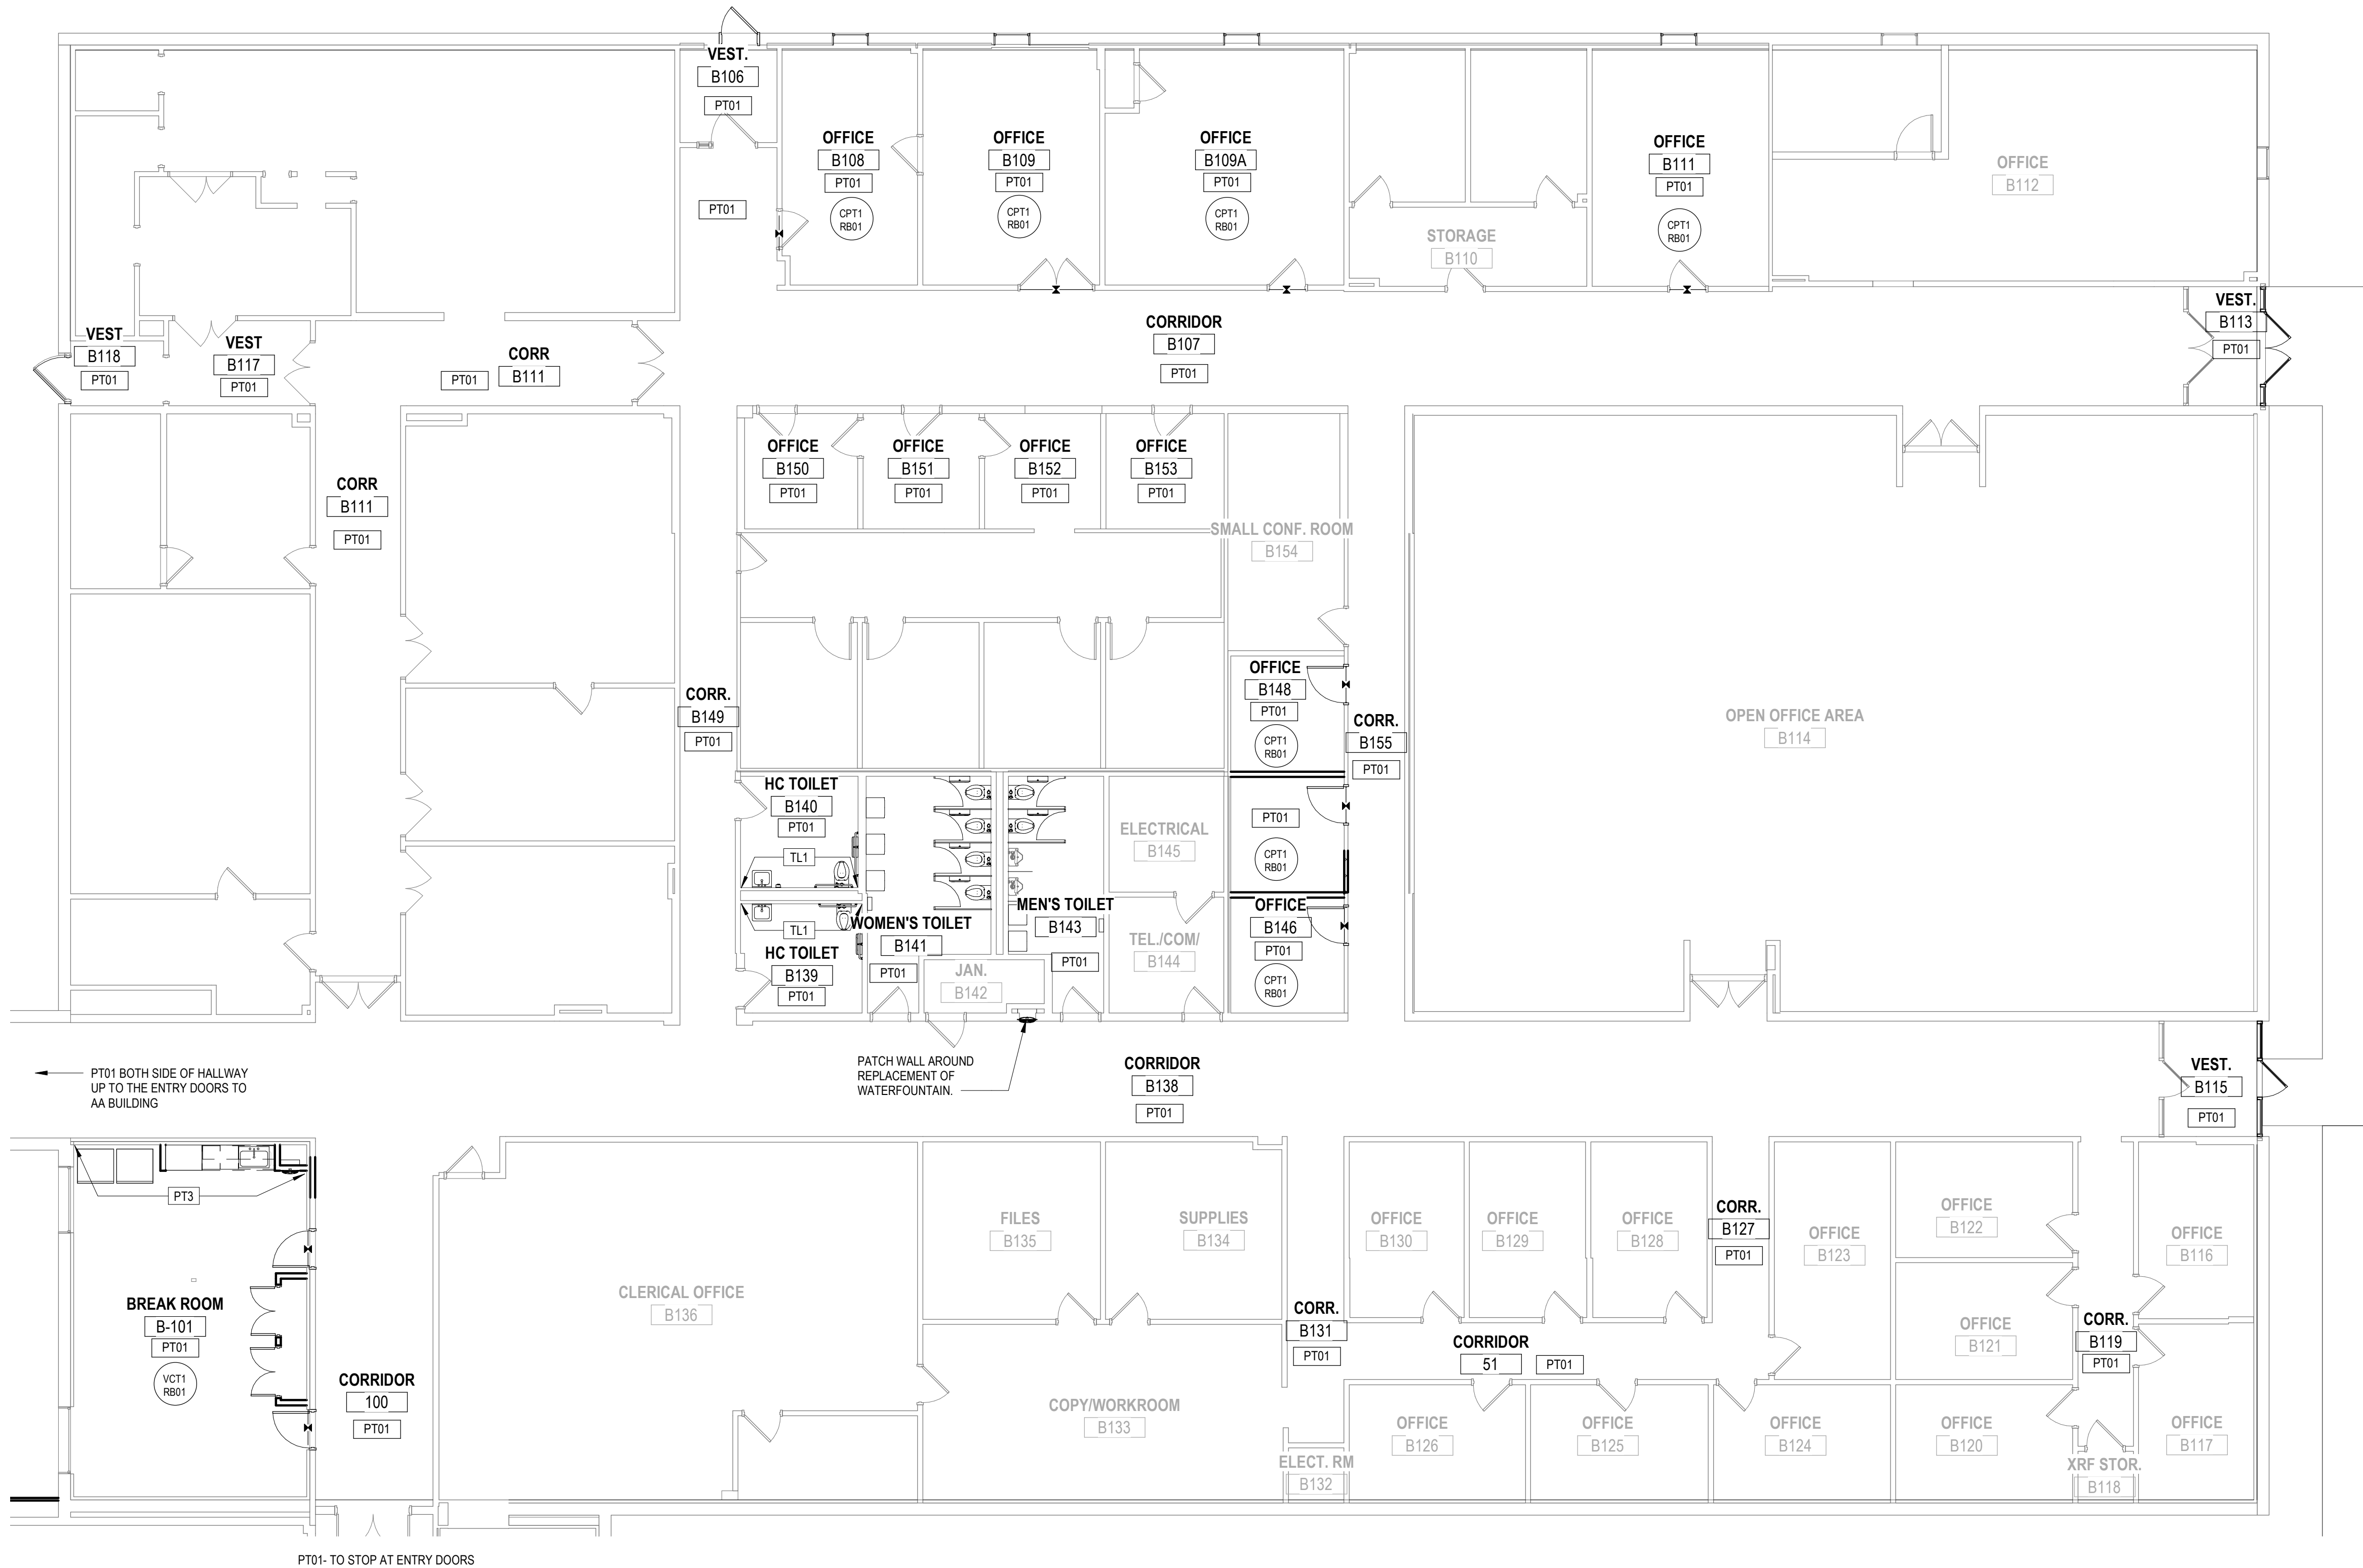 VEST.
B106
PT01
PT01
OFFICE
B108
PT01
CPT1
RB01
OFFICE
B109
PT01
CPT1
RB01
OFFICE
B109A
PT01
CPT1
RB01
STORAGE
B110
OFFICE
B111
PT01
CPT1
RB01
OFFICE
B112
VEST.
B113
PT01
VEST
B118
PT01
VEST
B117
PT01
CORR
B111
PT01
CORRIDOR
B107
PT01
CORR
B111
PT01
OFFICE
B150
PT01
OFFICE
B151
PT01
OFFICE
B152
PT01
OFFICE
B153
PT01
SMALL CONF. ROOM
B154
CORR.
B149
PT01
OFFICE
B148
PT01
CPT1
RB01
CORR.
B155
PT01
OPEN OFFICE AREA
B114
HC TOILET
B140
PT01
TL1
TL1
HC TOILET
B139
PT01
WOMEN'S TOILET
B141
PT01
MEN'S TOILET
B143
PT01
JAN.
B142
ELECTRICAL
B145
TEL./COM/
B144
PT01
CPT1
RB01
OFFICE
B146
PT01
CPT1
RB01
PT01 BOTH SIDE OF HALLWAY
UP TO THE ENTRY DOORS TO
AA BUILDING
PATCH WALL AROUND
REPLACEMENT OF
WATERFOUNTAIN.
CORRIDOR
B138
PT01
VEST.
B115
PT01
PT3
BREAK ROOM
B-101
PT01
VCT1
RB01
CORRIDOR
100
PT01
CLERICAL OFFICE
B136
FILES
B135
SUPPLIES
B134
COPY/WORKROOM
B133
CORR.
B131
PT01
ELECT. RM
B132
OFFICE
B130
OFFICE
B129
OFFICE
B128
CORR.
B127
PT01
CORRIDOR
51
PT01
OFFICE
B126
OFFICE
B125
OFFICE
B124
OFFICE
B123
OFFICE
B122
OFFICE
B121
OFFICE
B120
CORR.
B119
PT01
OFFICE
B116
OFFICE
B117
XRF STOR.
B118
PT01- TO STOP AT ENTRY DOORS